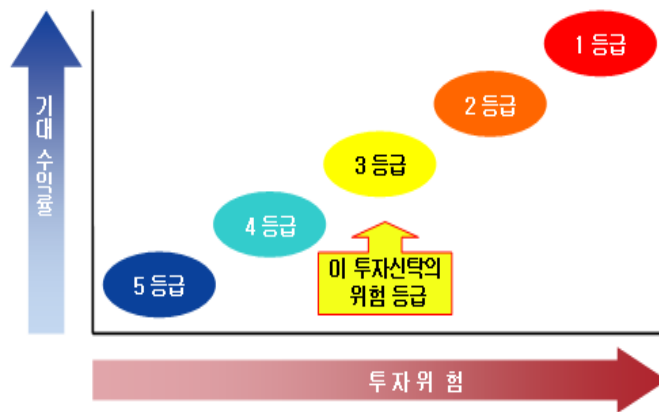 1 등급
2 등급
3 등급
4 등급
5 등급
이 투자신탁의
위험 등급
기대 수익률
투자위 험